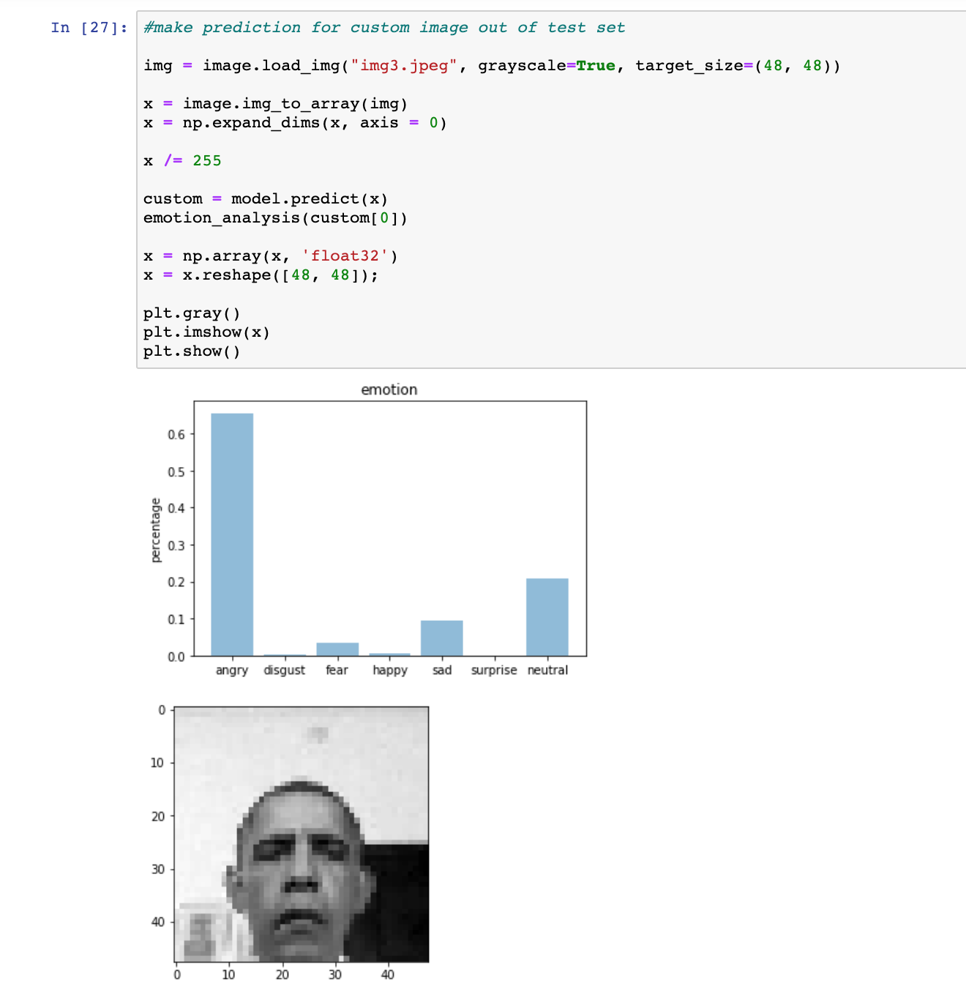 In [27]: #make prediction for custom image out of test set
img = image.load_img("img3.jpeg", grayscale=True, target_size=(48, 48))
x = image.img_to_array(img)
x = np.expand_dims(x, axis = 0)
x /= 255
custom = model.predict(x)
emotion_analysis(custom[0])
x = np.array(x, 'float32')
x = x.reshape([48, 48]);
plt.gray()
plt.imshow(x)
plt.show()
emotion
percentage
0.6
0.5
0.4
0.3
0.2
0.1
0.0
angry disgust fear happy sad surprise neutral
0
10
20
30
40
0 10 20 30 40